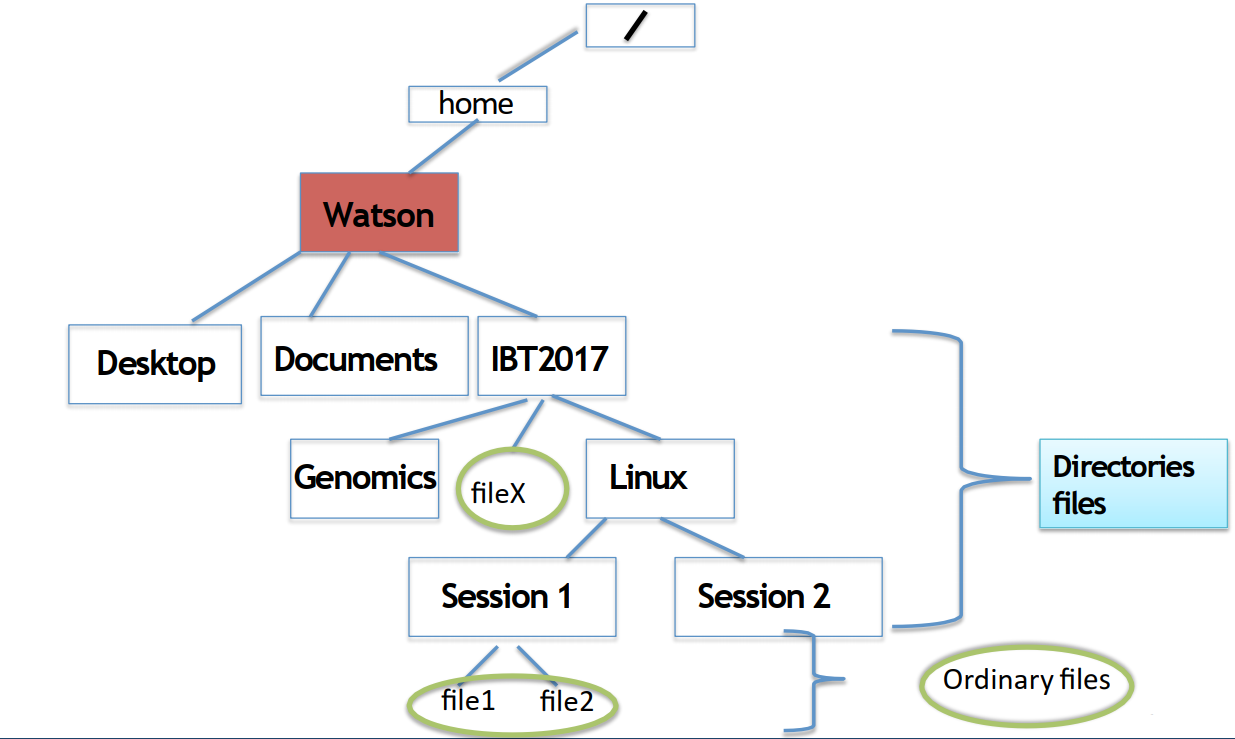 /
home
Watson
Desktop
Documents
IBT2017
Genomics
fileX
Linux
Directories
files
Session 1
Session 2
file1
file2
Ordinary files